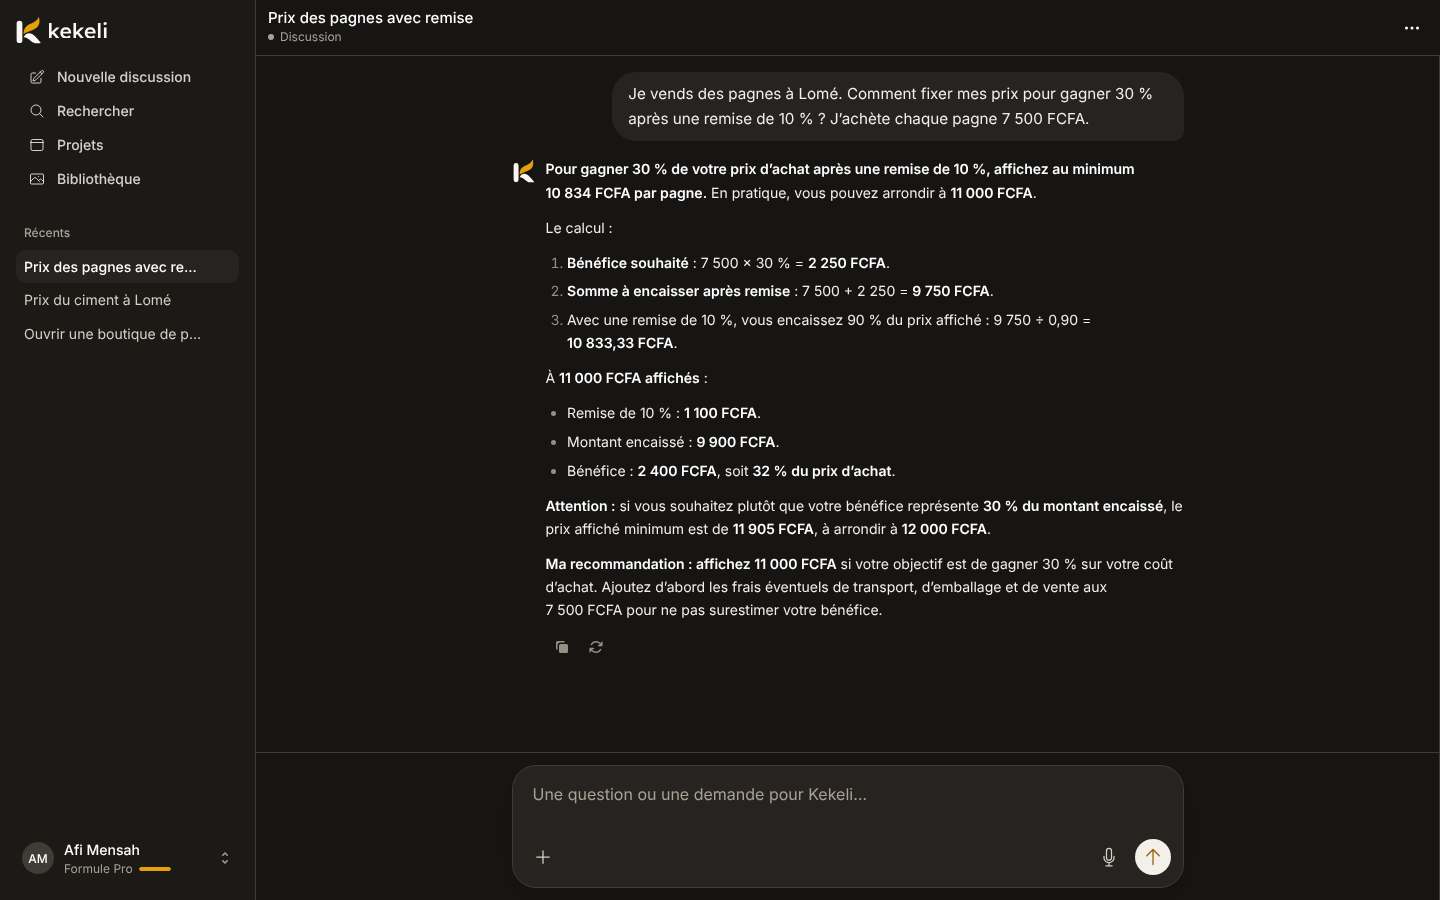 kekeli
Nouvelle discussion
Rechercher
Projets
Bibliothèque
Récents
Prix des pagnes avec re...
Prix du ciment à Lomé
Ouvrir une boutique de p...
AM
Afi Mensah
Formule Pro
Prix des pagnes avec remise
Discussion
Je vends des pagnes à Lomé. Comment fixer mes prix pour gagner 30 %
après une remise de 10 % ? J’achète chaque pagne 7 500 FCFA.
Pour gagner 30 % de votre prix d’achat après une remise de 10 %, affichez au minimum
10 834 FCFA par pagne. En pratique, vous pouvez arrondir à 11 000 FCFA.
Le calcul :
1. Bénéfice souhaité : 7 500 × 30 % = 2 250 FCFA.
2. Somme à encaisser après remise : 7 500 + 2 250 = 9 750 FCFA.
3. Avec une remise de 10 %, vous encaissez 90 % du prix affiché : 9 750 ÷ 0,90 =
10 833,33 FCFA.
À 11 000 FCFA affichés :
• Remise de 10 % : 1 100 FCFA.
• Montant encaissé : 9 900 FCFA.
• Bénéfice : 2 400 FCFA, soit 32 % du prix d’achat.
Attention : si vous souhaitez plutôt que votre bénéfice représente 30 % du montant encaissé, le
prix affiché minimum est de 11 905 FCFA, à arrondir à 12 000 FCFA.
Ma recommandation : affichez 11 000 FCFA si votre objectif est de gagner 30 % sur votre coût
d’achat. Ajoutez d’abord les frais éventuels de transport, d’emballage et de vente aux
7 500 FCFA pour ne pas surestimer votre bénéfice.
Une question ou une demande pour Kekeli...